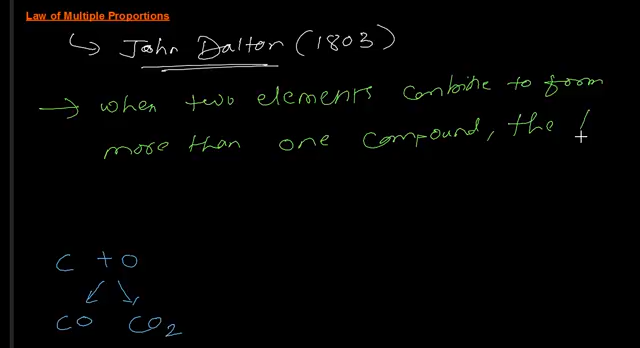 Law of Multiple Proportions
↳ John Dalton (1803)
→ when two elements combine to form
more than one compound, the
C + O
CO CO2